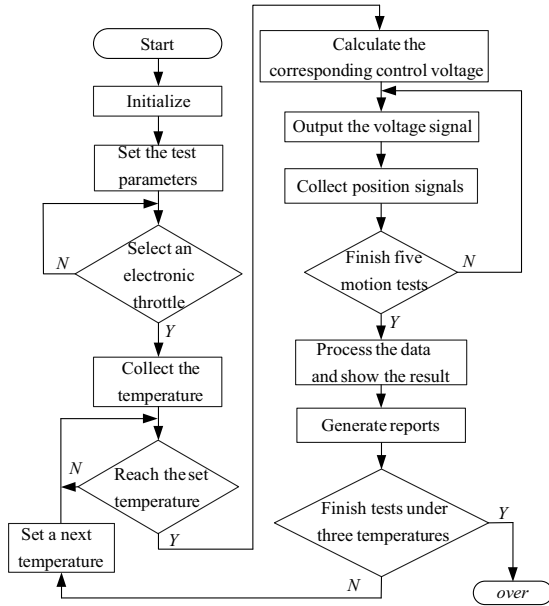 Start
Initialize
Set the test
parameters
Select an
electronic
throttle
N
Y
Collect the
temperature
Reach the set
temperature
N
Y
Set a next
temperature
Calculate the
corresponding control voltage
Output the voltage signal
Collect position signals
Finish five
motion tests
N
Y
Process the data
and show the result
Generate reports
Finish tests under
three temperatures
Y
N
over